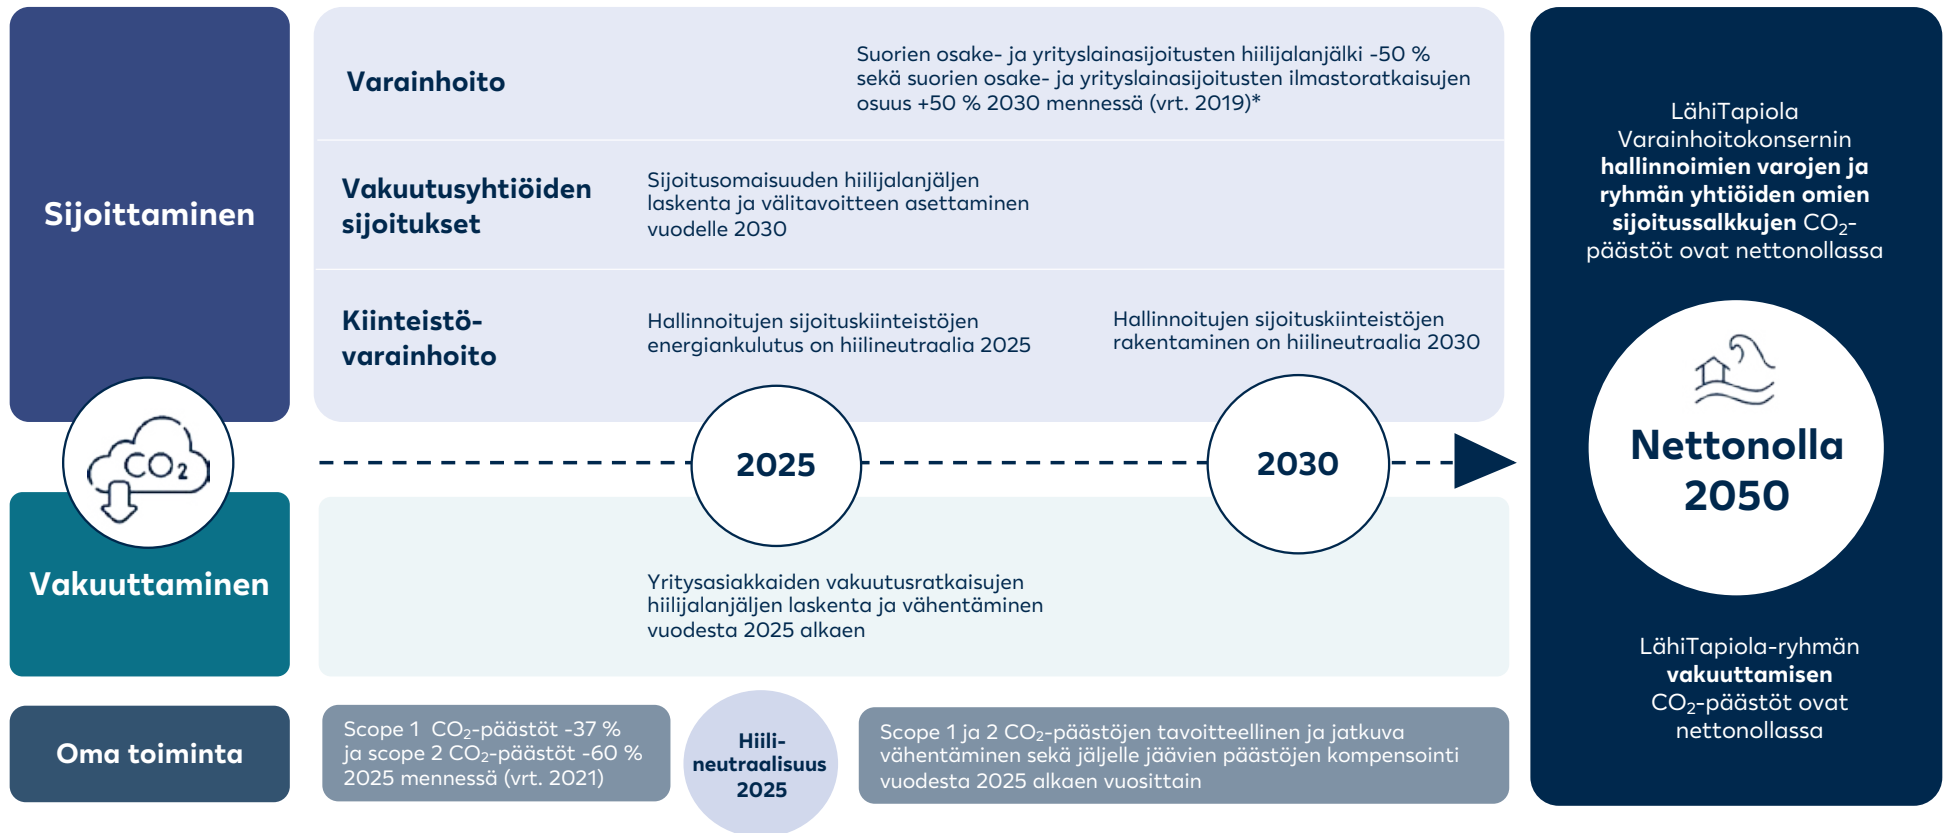 Sijoittaminen
Varainhoito
Suorien osake- ja yrityslainasijoitusten hiilijalanjälki -50 %
sekä suorien osake- ja yrityslainasijoitusten ilmastoratkaisujen
osuus +50 % 2030 mennessä (vrt. 2019)*
Vakuutusyhtiöiden
sijoitukset
Sijoitusomaisuuden hiilijalanjäljen
laskenta ja välitavoitteen asettaminen
vuodelle 2030
Kiinteistö-
varainhoito
Hallinnoitujen sijoituskiinteistöjen
energiankulutus on hiilineutraalia 2025
Hallinnoitujen sijoituskiinteistöjen
rakentaminen on hiilineutraalia 2030
CO₂
2025
2030
Vakuuttaminen
Yritysasiakkaiden vakuutusratkaisujen
hiilijalanjäljen laskenta ja vähentäminen
vuodesta 2025 alkaen
Oma toiminta
Scope 1 CO₂-päästöt -37 %
ja scope 2 CO₂-päästöt -60 %
2025 mennessä (vrt. 2021)
Hiili-
neutraalisuus
2025
Scope 1 ja 2 CO₂-päästöjen tavoitteellinen ja jatkuva
vähentäminen sekä jäljelle jäävien päästöjen kompensointi
vuodesta 2025 alkaen vuosittain
LähiTapiola
Varainhoitokonsernin
hallinnoimien varojen ja
ryhmän yhtiöiden omien
sijoitussalkkujen CO₂-
päästöt ovat nettonollassa
Nettonolla
2050
LähiTapiola-ryhmän
vakuuttamisen
CO₂-päästöt ovat
nettonollassa